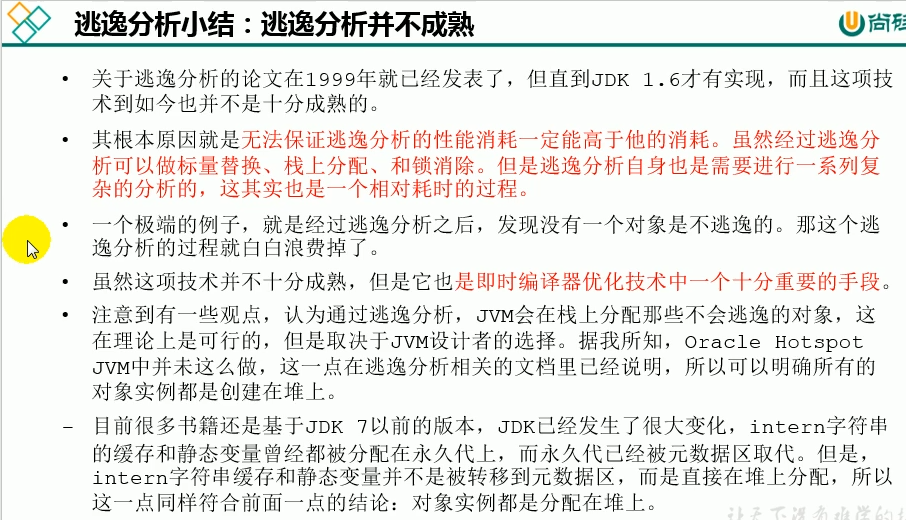 逃逸分析小结：逃逸分析并不成熟
尚硅
• 关于逃逸分析的论文在1999年就已经发表了，但直到JDK 1.6才有实现，而且这项技
术到如今也并不是十分成熟的。
• 其根本原因就是无法保证逃逸分析的性能消耗一定能高于他的消耗。虽然经过逃逸分
析可以做标量替换、栈上分配、和锁消除。但是逃逸分析自身也是需要进行一系列复
杂的分析的，这其实也是一个相对耗时的过程。
• 一个极端的例子，就是经过逃逸分析之后，发现没有一个对象是不逃逸的。那这个逃
逸分析的过程就白白浪费掉了。
• 虽然这项技术并不十分成熟，但是它也是即时编译器优化技术中一个十分重要的手段。
• 注意到有一些观点，认为通过逃逸分析，JVM会在栈上分配那些不会逃逸的对象，这
在理论上是可行的，但是取决于JVM设计者的选择。据我所知，Oracle Hotspot
JVM中并未这么做，这一点在逃逸分析相关的文档里已经说明，所以可以明确所有的
对象实例都是创建在堆上。
– 目前很多书籍还是基于JDK 7以前的版本，JDK已经发生了很大变化，intern字符串
的缓存和静态变量曾经都被分配在永久代上，而永久代已经被元数据区取代。但是，
intern字符串缓存和静态变量并不是被转移到元数据区，而是直接在堆上分配，所以
这一点同样符合前面一点的结论：对象实例都是分配在堆上。
让天下没有难学的